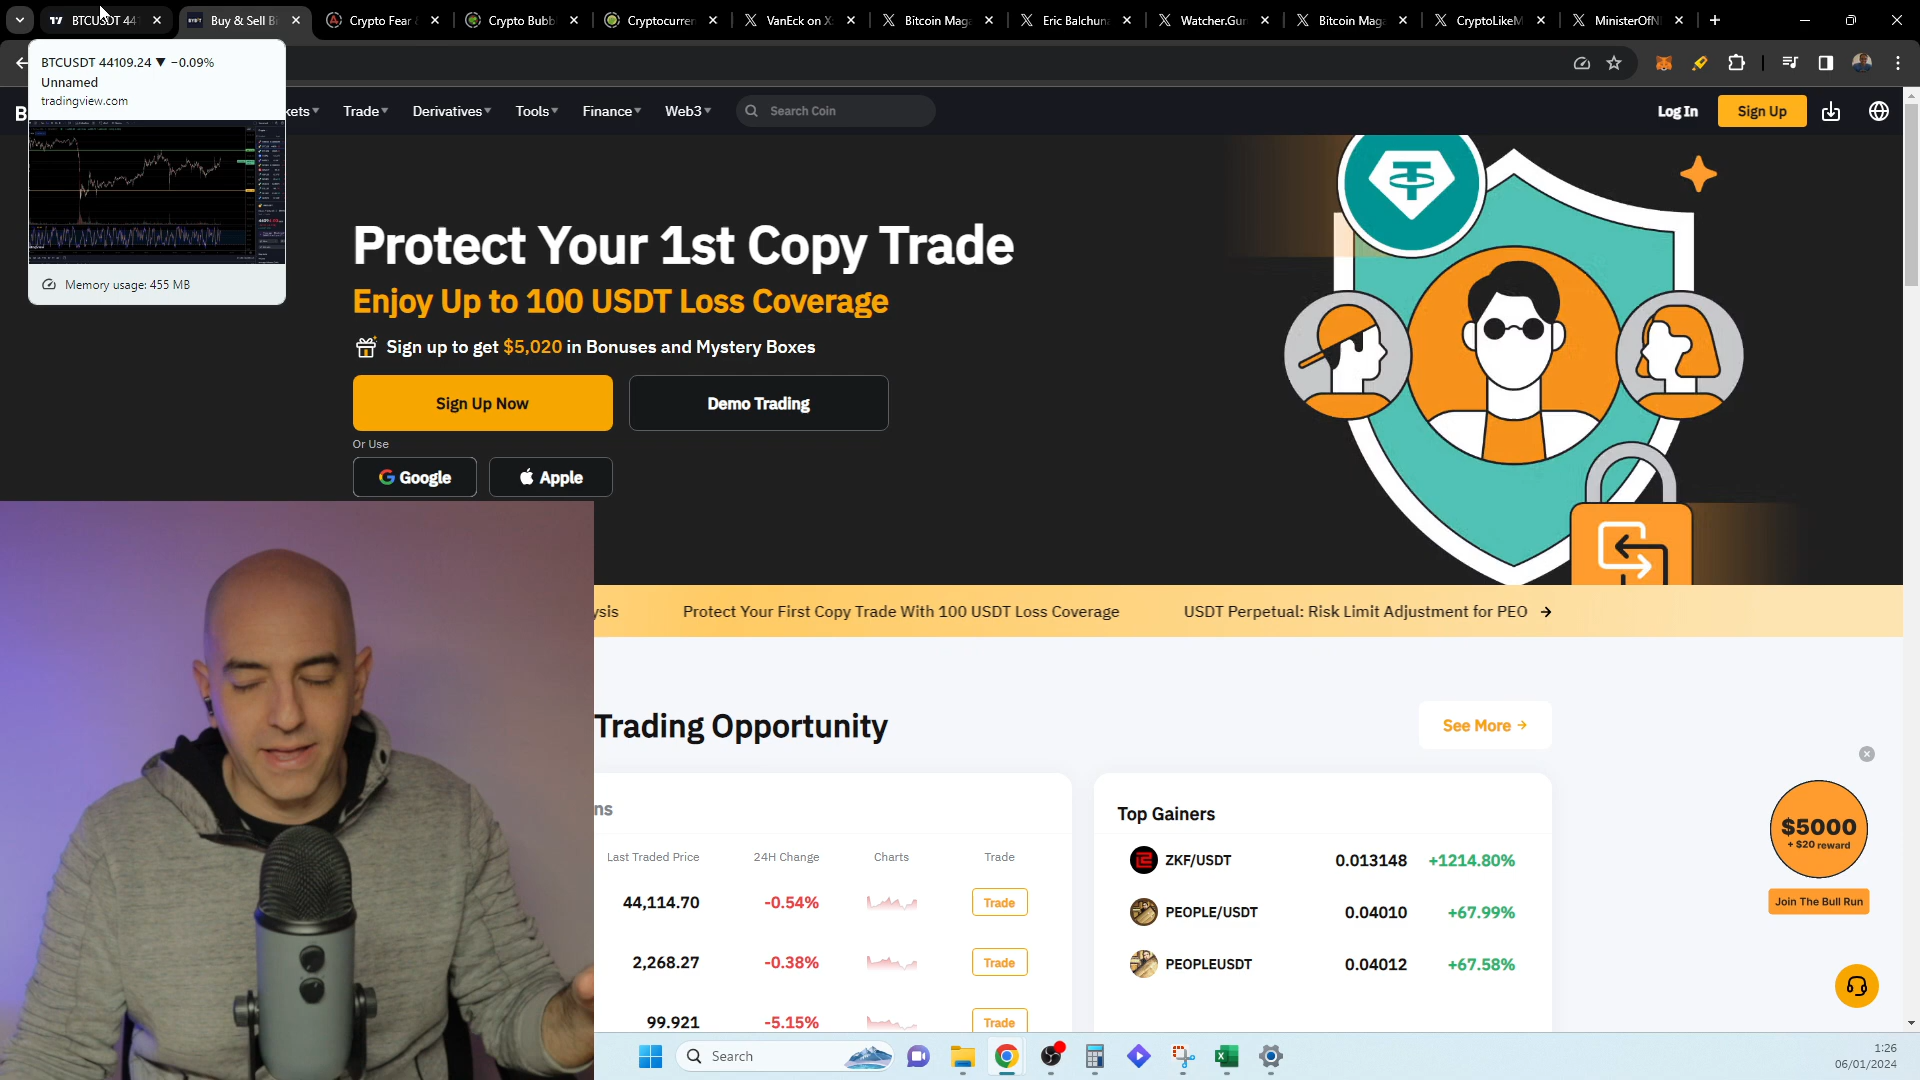 BTCUSDT 44
Buy & Sell Bi
Crypto Fear
Crypto Bubb
Cryptocurren
VanEck on X
Bitcoin Mag
Eric Balchun
Watcher.Gur
Bitcoin Mag
CryptoLikeM
MinisterOfNi
BTCUSDT 44109.24 ▼ −0.09%
Unnamed
tradingview.com
Memory usage: 455 MB
B
kets
Trade
Derivatives
Tools
Finance
Web3
Search Coin
Log In
Sign Up
Protect Your 1st Copy Trade
Enjoy Up to 100 USDT Loss Coverage
Sign up to get $5,020 in Bonuses and Mystery Boxes
Sign Up Now
Demo Trading
Or Use
Google
Apple
ysis
Protect Your First Copy Trade With 100 USDT Loss Coverage
USDT Perpetual: Risk Limit Adjustment for PEO →
Trading Opportunity
See More →
ns
Last Traded Price
24H Change
Charts
Trade
44,114.70
-0.54%
Trade
2,268.27
-0.38%
Trade
99.921
-5.15%
Trade
Top Gainers
ZKF/USDT
0.013148
+1214.80%
PEOPLE/USDT
0.04010
+67.99%
PEOPLEUSDT
0.04012
+67.58%
$5000
+ $20 reward
Join The Bull Run
Search
1:26
06/01/2024